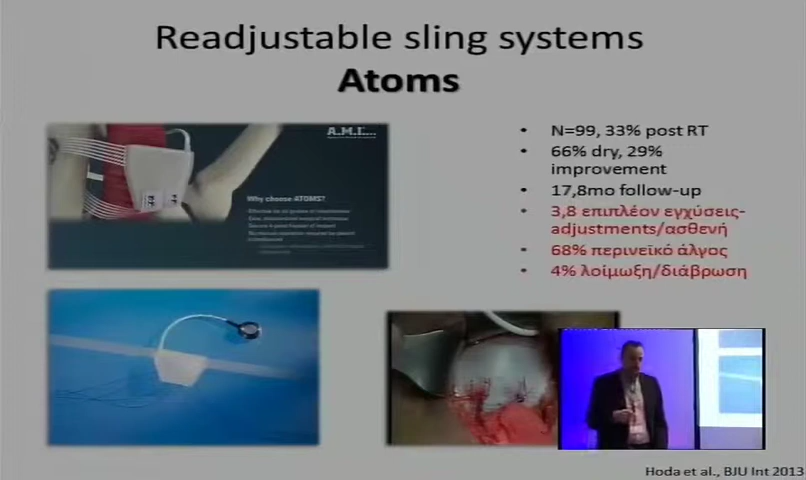 Readjustable sling systems
Atoms
A.M.I.
Why choose ATOMS?
• N=99, 33% post RT
• 66% dry, 29%
improvement
• 17,8mo follow-up
• 3,8 επιπλέον εγχύσεις-
adjustments/ασθενή
• 68% περινεϊκό άλγος
• 4% λοίμωξη/διάβρωση
Hoda et al., BJU Int 2013